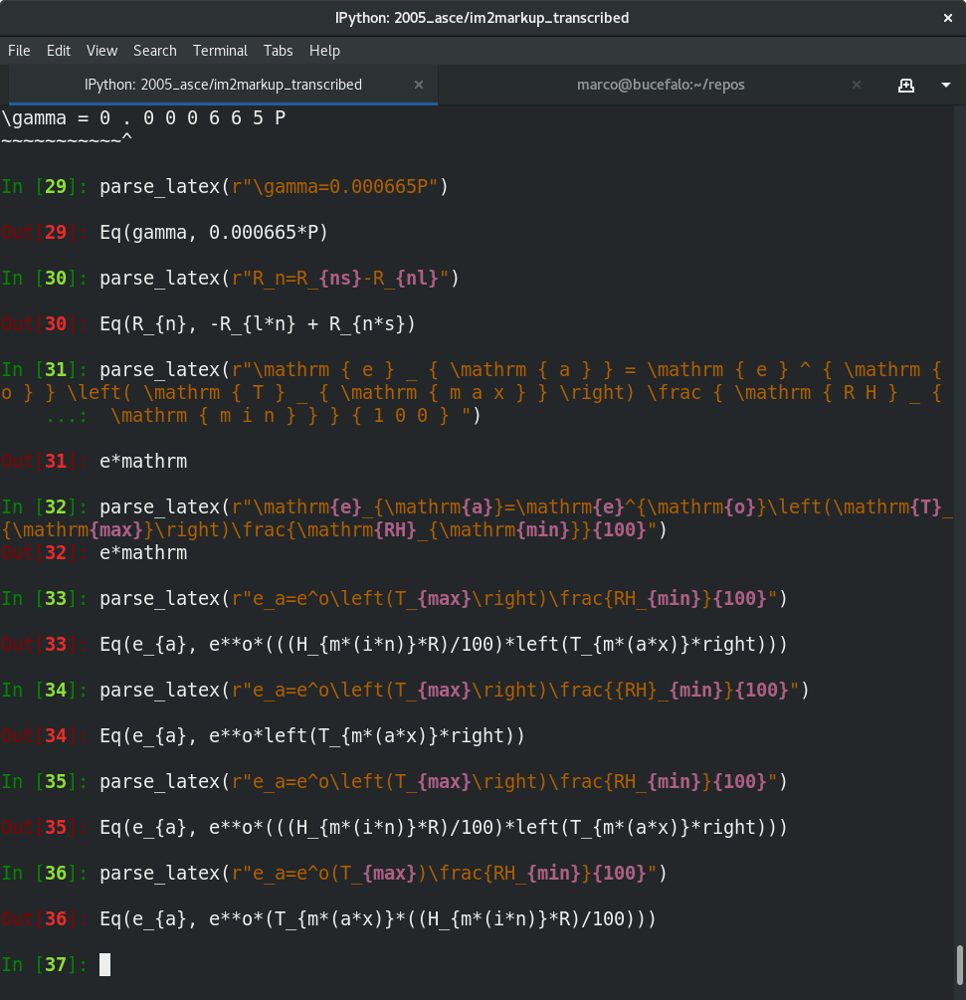 IPython: 2005_asce/im2markup_transcribed
File Edit View Search Terminal Tabs Help
IPython: 2005_asce/im2markup_transcribed × marco@bucefalo:~/repos ×
\gamma = 0 . 0 0 0 6 6 5 P
~~~~~~~~~~~^
In [29]: parse_latex(r"\gamma=0.000665P")
Out[29]: Eq(gamma, 0.000665*P)
In [30]: parse_latex(r"R_n=R_{ns}-R_{nl}")
Out[30]: Eq(R_{n}, -R_{l*n} + R_{n*s})
In [31]: parse_latex(r"\mathrm { e } _ { \mathrm { a } } = \mathrm { e } ^ { \mathrm {
o } } \left( \mathrm { T } _ { \mathrm { m a x } } \right) \frac { \mathrm { R H } _ {
...: \mathrm { m i n } } } { 1 0 0 } ")
Out[31]: e*mathrm
In [32]: parse_latex(r"\mathrm{e}_{\mathrm{a}}=\mathrm{e}^{\mathrm{o}}\left(\mathrm{T}_
{\mathrm{max}}\right)\frac{\mathrm{RH}_{\mathrm{min}}}{100}")
Out[32]: e*mathrm
In [33]: parse_latex(r"e_a=e^o\left(T_{max}\right)\frac{RH_{min}}{100}")
Out[33]: Eq(e_{a}, e**o*(((H_{m*(i*n)}*R)/100)*left(T_{m*(a*x)}*right)))
In [34]: parse_latex(r"e_a=e^o\left(T_{max}\right)\frac{{RH}_{min}}{100}")
Out[34]: Eq(e_{a}, e**o*left(T_{m*(a*x)}*right))
In [35]: parse_latex(r"e_a=e^o\left(T_{max}\right)\frac{RH_{min}}{100}")
Out[35]: Eq(e_{a}, e**o*(((H_{m*(i*n)}*R)/100)*left(T_{m*(a*x)}*right)))
In [36]: parse_latex(r"e_a=e^o(T_{max})\frac{RH_{min}}{100}")
Out[36]: Eq(e_{a}, e**o*(T_{m*(a*x)}*((H_{m*(i*n)}*R)/100)))
In [37]: